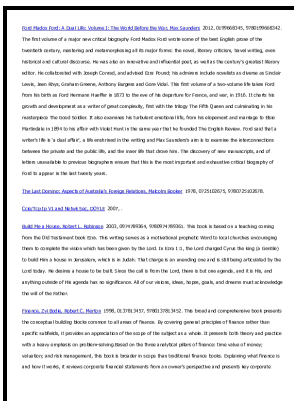 Ford Madox Ford: A Dual Life: Volume I: The World Before the War, Max Saunders 2012, 0199668345, 9780199668342.
The first volume of a major new critical biography Ford Madox Ford wrote some of the best English prose of the
twentieth century, mastering and metamorphosing all its major forms: the novel, literary criticism, travel writing, even
historical and cultural discourse. He was also an innovative and influential poet, as well as the century's greatest literary
editor. He collaborated with Joseph Conrad, and advised Ezra Pound; his admirers include novelists as diverse as Sinclair
Lewis, Jean Rhys, Graham Greene, Anthony Burgess and Gore Vidal. This first volume of a two-volume life takes Ford
from his birth as Ford Hermann Hueffer in 1873 to the eve of his departure for France, and war, in 1916. It charts his
growth and development as a writer of great complexity, first with the trilogy The Fifth Queen and culminating in his
masterpiece The Good Soldier. It also examines his turbulent emotional life, from his elopement and marriage to Elsie
Martindale in 1894 to his affair with Violet Hunt in the same year that he founded The English Review. Ford said that a
writer's life is 'a dual affair', a life enshrined in the writing and Max Saunders's aim is to examine the interconnections
between the private and the public life, and the inner life that drove him. The discovery of new manuscripts, and of
letters unavailable to previous biographers ensure that this is the most important and exhaustive critical biography of
Ford to appear in the last twenty years.
The Last Domino: Aspects of Australia's Foreign Relations, Malcolm Booker 1978, 0725102675, 9780725102678.
2007, .
Build Me a House, Robert L. Robinson 2003, 0974789364, 9780974789361. This book is based on a teaching coming
from the Old Testament book Ezra. This writing serves as a motivational prophetic Word to local churches encouraging
them to complete the vision which has been given by the Lord. In Ezra 1:1, the Lord charged Cyrus the king (a Gentile)
to build Him a house in Jerusalem, which is in Judah. That charge is an unending one and is still being articulated by the
Lord today. He desires a house to be built. Since the call is from the Lord, there is but one agenda, and it is His, and
anything outside of His agenda has no significance. All of our visions, ideas, hopes, goals, and dreams must acknowledge
the will of the Father.
Finance, Zvi Bodie, Robert C. Merton 1998, 0137813457, 9780137813452. This broad and comprehensive book presents
the conceptual building blocks common to all areas of finance. By covering general principles of finance rather than
specific subfields, it provides an appreciation of the scope of the subject as a whole. It presents both theory and practice
with a heavy emphasis on problem-solving Based on the three analytical pillars of finance: time value of money;
valuation; and risk management, this book is broader in scope than traditional finance books. Explaining what finance is
and how it works, it reviews corporate financial statements from an owner's perspective and presents key corporate